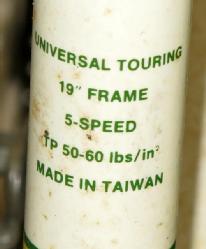 UNIVERSAL TOURING
19" FRAME
5-SPEED
TP 50-60 lbs/in²
MADE IN TAIWAN